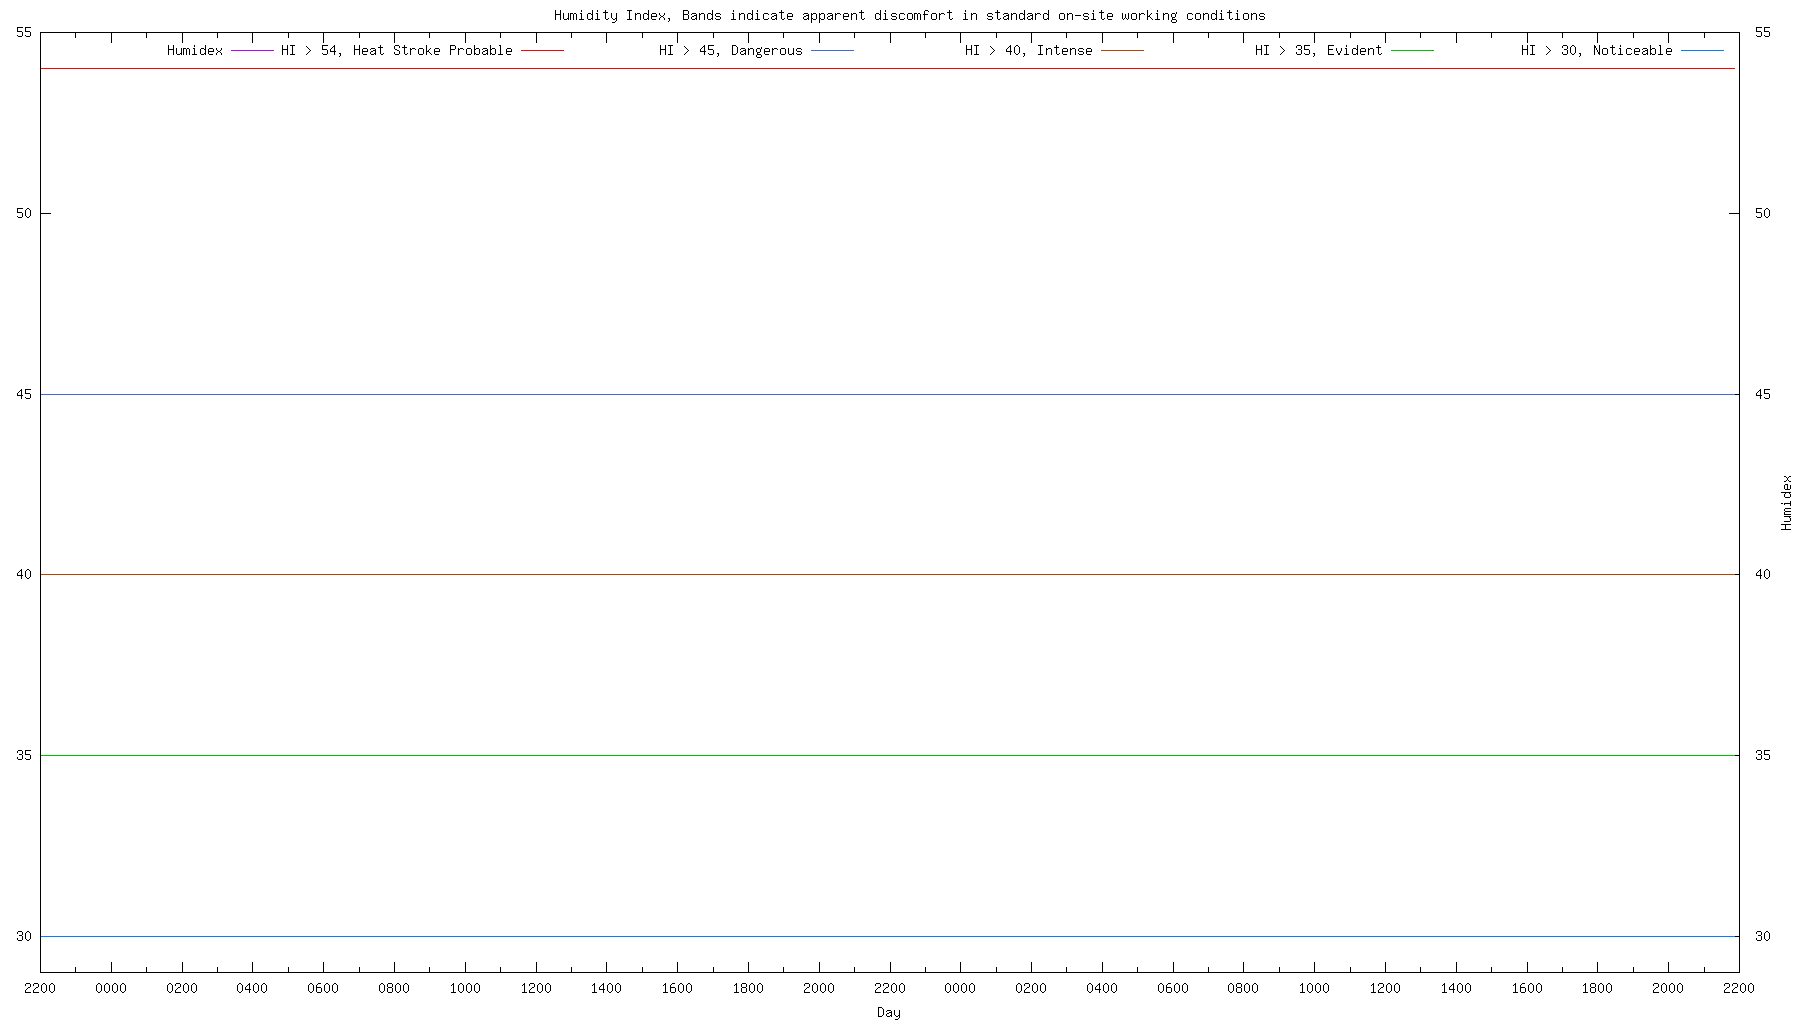 Humidity Index, Bands indicate apparent discomfort in standard on-site working conditions
55 55
Humidex HI > 54, Heat Stroke Probable HI > 45, Dangerous HI > 40, Intense HI > 35, Evident HI > 30, Noticeable
50 50
45 45
Humidex
40 40
35 35
30 30
2200 0000 0200 0400 0600 0800 1000 1200 1400 1600 1800 2000 2200 0000 0200 0400 0600 0800 1000 1200 1400 1600 1800 2000 2200
Day